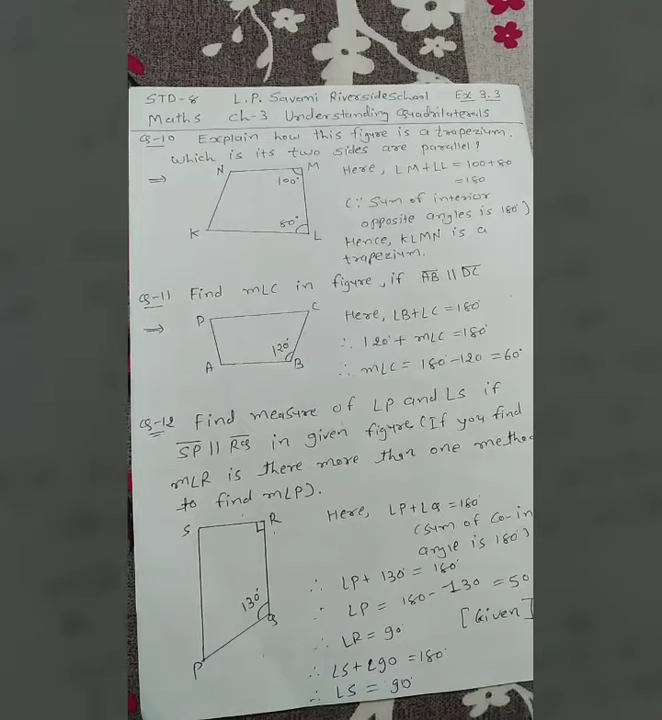 STD-8 L.P. Savani Riverside School Ex 3.3
Maths Ch-3 Understanding Quadrilaterals
Q-10 Explain how this figure is a trapezium.
Which is its two sides are parallel?
⇒ N M Here, ∠M+∠L = 100+80
100° = 180
(∵ Sum of interior
80° opposite angles is 180°)
K L Hence, KLMN is a
trapezium.
Q-11 Find m∠C in figure, if AB || DC
⇒ D C Here, ∠B+∠C = 180°
120° ∴ 120°+ m∠C = 180°
A B ∴ m∠C = 180°-120 = 60°
Q-12 Find measure of ∠P and ∠S if
SP || RQ in given figure (If you find
m∠R is there more then one metho
to find m∠P).
S R Here, ∠P+∠Q = 180°
(Sum of Co-in
angle is 180°)
130° ∴ ∠P+ 130° = 180°
Q ∴ ∠P = 180-130 = 50
∴ ∠R = 90° [Given]
P ∴ ∠S+∠90 = 180°
∴ ∠S = 90°